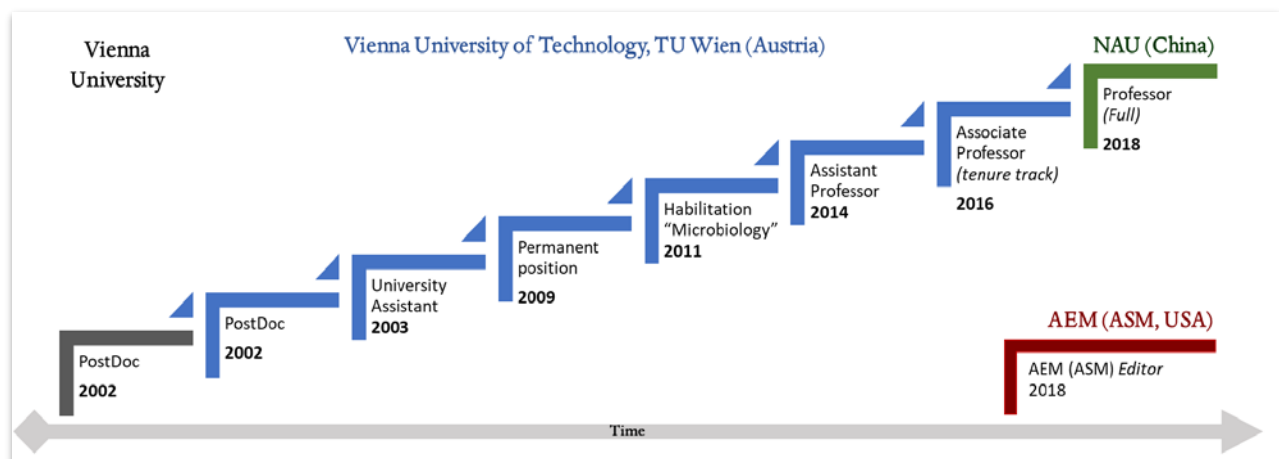 Vienna
University
Vienna University of Technology, TU Wien (Austria)
NAU (China)
PostDoc
2002
PostDoc
2002
University
Assistant
2003
Permanent
position
2009
Habilitation
“Microbiology”
2011
Assistant
Professor
2014
Associate
Professor
(tenure track)
2016
Professor
(Full)
2018
AEM (ASM, USA)
AEM (ASM) Editor
2018
Time